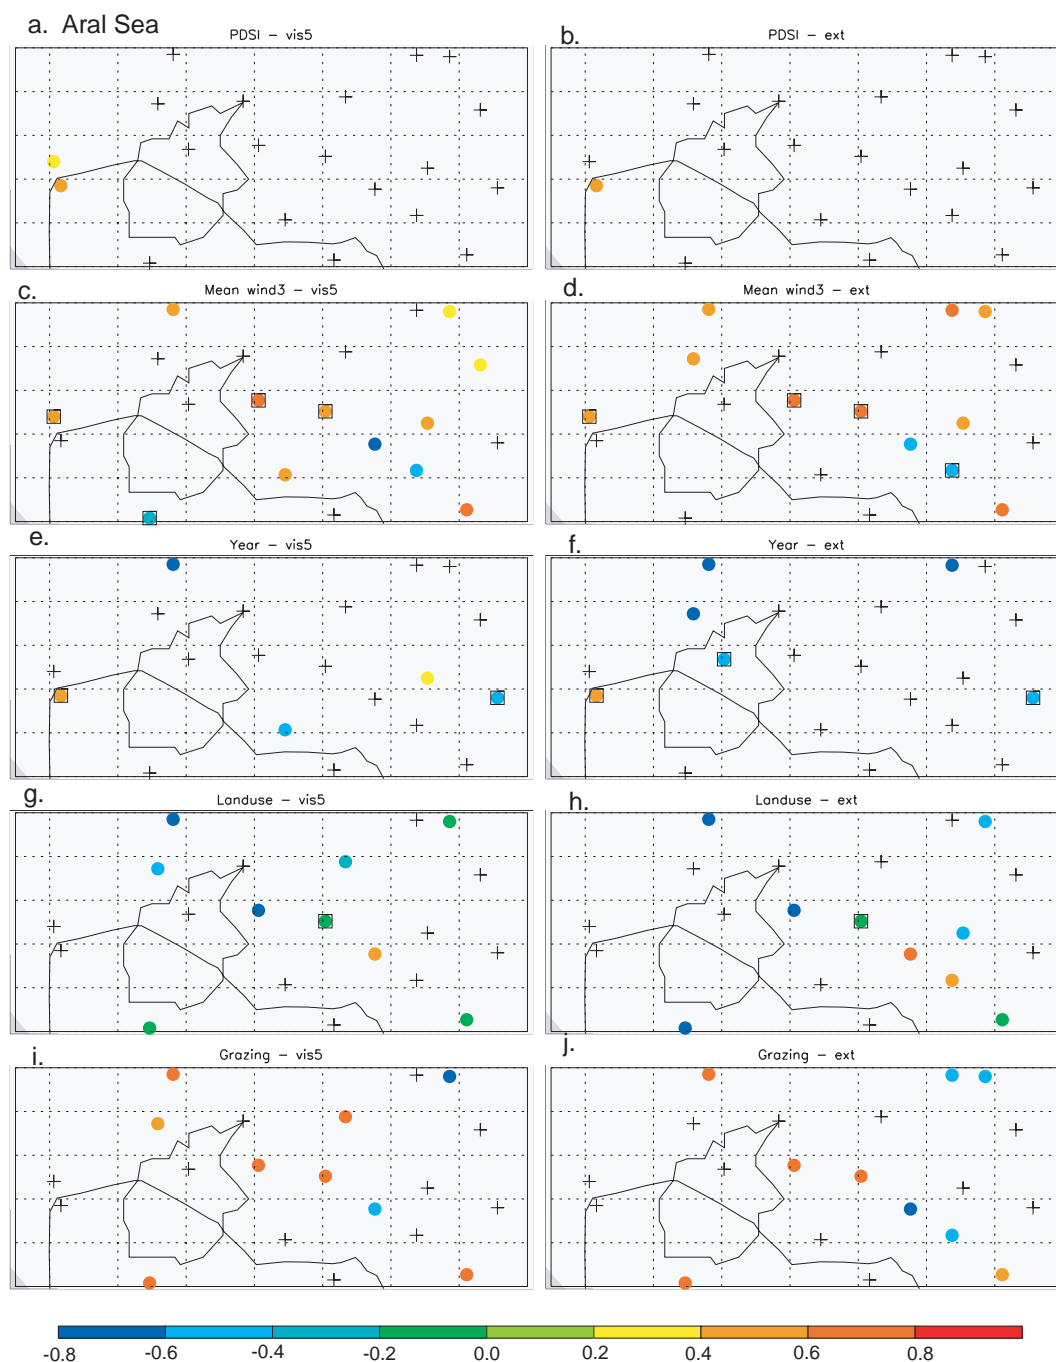 a. Aral Sea
PDSI – vis5
b.
PDSI – ext
c.
Mean wind3 – vis5
d.
Mean wind3 – ext
e.
Year – vis5
f.
Year – ext
g.
Landuse – vis5
h.
Landuse – ext
i.
Grazing – vis5
j.
Grazing – ext
-0.8 -0.6 -0.4 -0.2 0.0 0.2 0.4 0.6 0.8